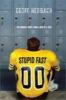 GEOFF HERBACH
STUPID FAST
00